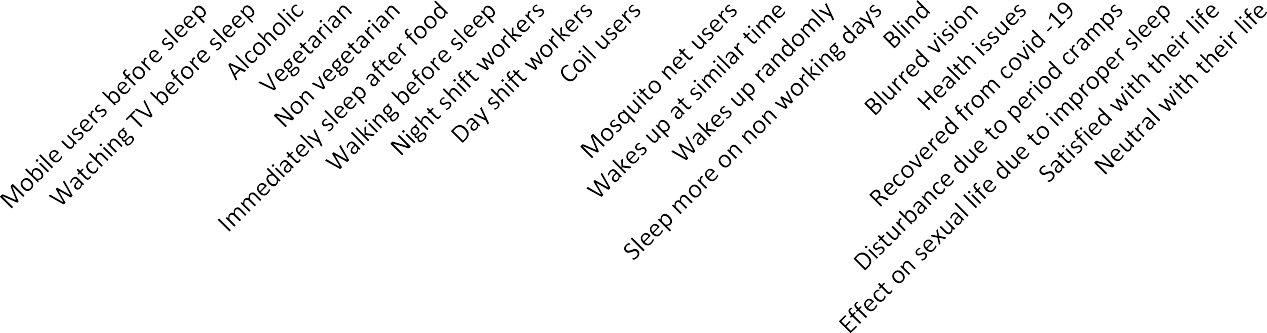 Mobile users before sleep
Watching TV before sleep
Alcoholic
Vegetarian
Non vegetarian
Immediately sleep after food
Walking before sleep
Night shift workers
Day shift workers
Coil users
Mosquito net users
Wakes up at similar time
Wakes up randomly
Sleep more on non working days
Blind
Blurred vision
Health issues
Recovered from covid -19
Disturbance due to period cramps
Effect on sexual life due to improper sleep
Satisfied with their life
Neutral with their life